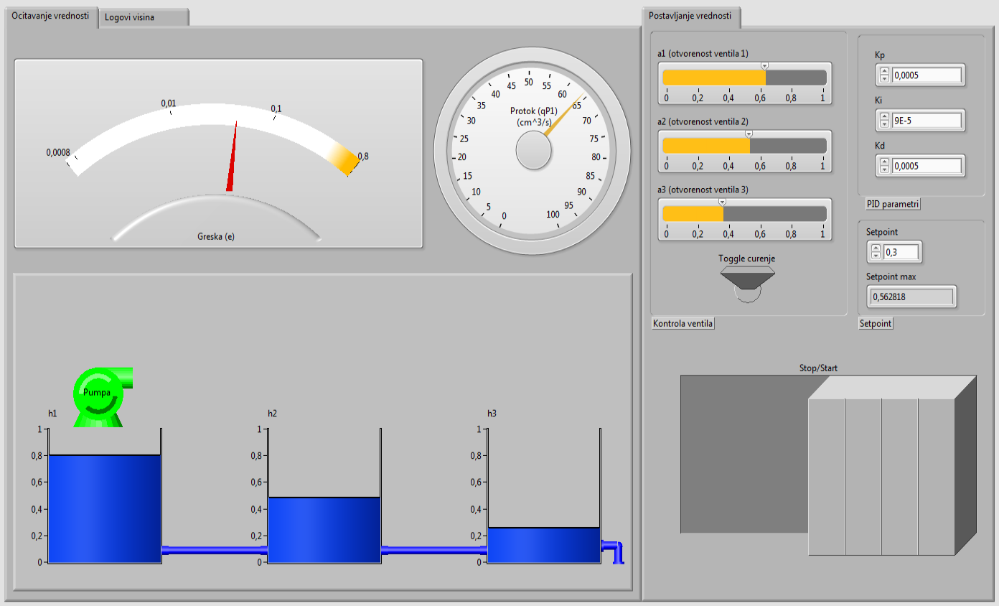 Ocitavanje vrednosti
Logovi visina
0,0008
0,01
0,1
0,8
Greska (e)
0
5
10
15
20
25
30
35
40
45
50
55
60
65
70
75
80
85
90
95
100
Protok (qP1)
(cm^3/s)
Pumpa
h1
1
0,8
0,6
0,4
0,2
0
h2
1
0,8
0,6
0,4
0,2
0
h3
1
0,8
0,6
0,4
0,2
0
Postavljanje vrednosti
a1 (otvorenost ventila 1)
0 0,2 0,4 0,6 0,8 1
a2 (otvorenost ventila 2)
0 0,2 0,4 0,6 0,8 1
a3 (otvorenost ventila 3)
0 0,2 0,4 0,6 0,8 1
Toggle curenje
Kontrola ventila
Kp
0,0005
Ki
9E-5
Kd
0,0005
PID parametri
Setpoint
0,3
Setpoint max
0,562818
Setpoint
Stop/Start